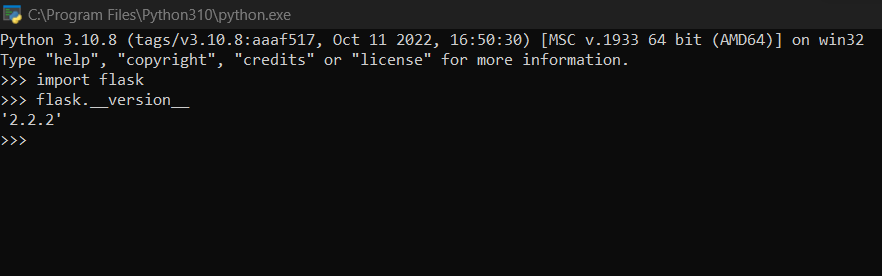 C:\Program Files\Python310\python.exe
Python 3.10.8 (tags/v3.10.8:aaaf517, Oct 11 2022, 16:50:30) [MSC v.1933 64 bit (AMD64)] on win32
Type "help", "copyright", "credits" or "license" for more information.
>>> import flask
>>> flask.__version__
'2.2.2'
>>>